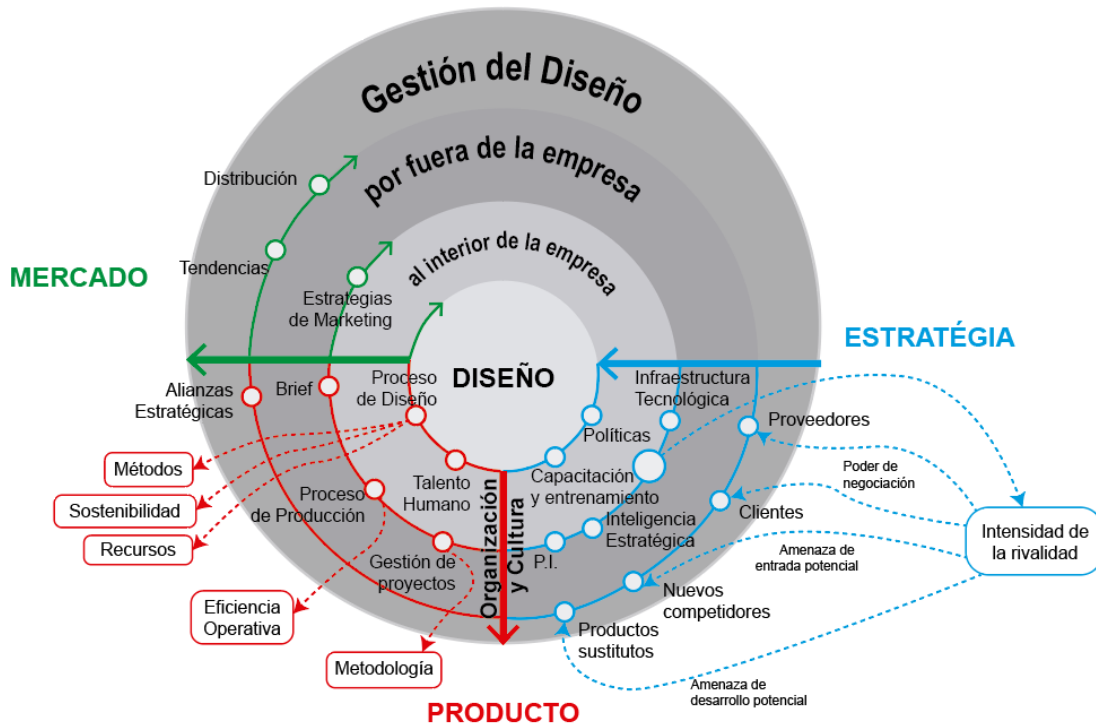 Gestión del Diseño
por fuera de la empresa
al interior de la empresa
DISEÑO
MERCADO
Distribución
Tendencias
Estrategias
de Marketing
Alianzas
Estratégicas
Brief
Proceso
de Diseño
Métodos
Sostenibilidad
Recursos
Talento
Humano
Proceso
de Producción
Gestión de
proyectos
Eficiencia
Operativa
Metodología
PRODUCTO
Organización
y Cultura
ESTRATÉGIA
Infraestructura
Tecnológica
Políticas
Capacitación
y entrenamiento
Inteligencia
Estratégica
P.I.
Proveedores
Clientes
Nuevos
competidores
Productos
sustitutos
Poder de
negociación
Amenaza de
entrada potencial
Amenaza de
desarrollo potencial
Intensidad de
la rivalidad